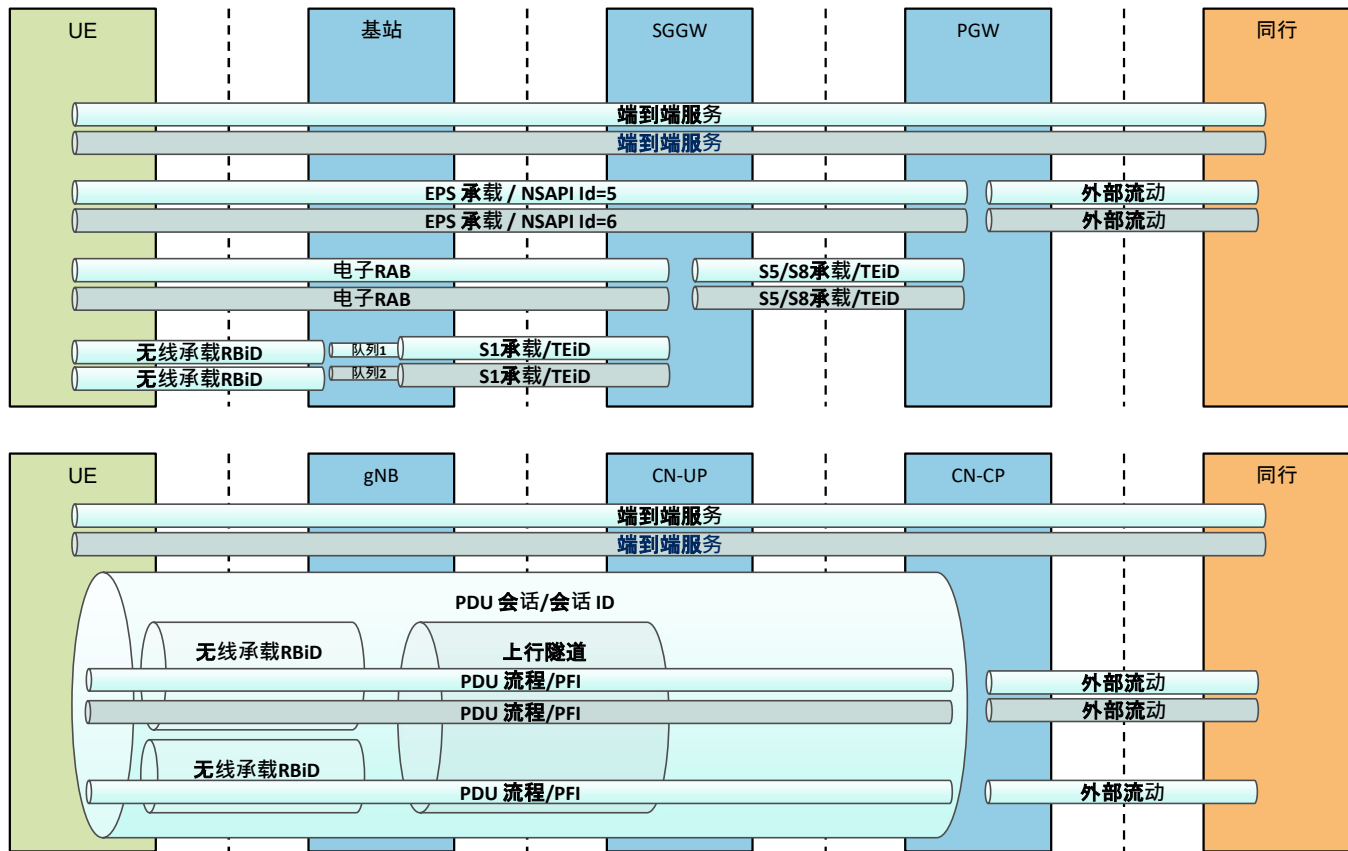 UE
基站
SGGW
PGW
同行
端到端服务
端到端服务
EPS 承载 / NSAPI Id=5
外部流动
EPS 承载 / NSAPI Id=6
外部流动
电子RAB
S5/S8承载/TEiD
电子RAB
S5/S8承载/TEiD
无线承载RBiD
队列1
S1承载/TEiD
无线承载RBiD
队列2
S1承载/TEiD
UE
gNB
CN-UP
CN-CP
同行
端到端服务
端到端服务
PDU 会话/会话 ID
无线承载RBiD
上行隧道
PDU 流程/PFI
外部流动
PDU 流程/PFI
外部流动
无线承载RBiD
PDU 流程/PFI
外部流动